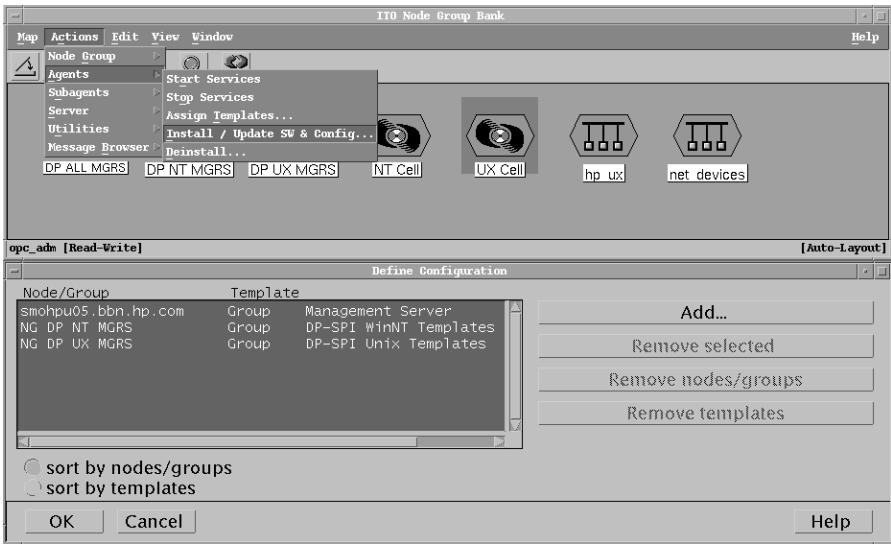 ITO Node Group Bank
Map Actions Edit View Window Help
Node Group
Agents
Subagents
Server
Utilities
Message Browser
Start Services
Stop Services
Assign Templates...
Install / Update SW & Config...
Deinstall...
DP ALL MGRS DP NT MGRS DP UX MGRS NT Cell UX Cell hp_ux net_devices
opc_adm [Read-Write] [Auto-Layout]
Define Configuration
Node/Group Template
smohpu05.bbn.hp.com Group Management Server
NG DP NT MGRS Group DP-SPI WinNT Templates
NG DP UX MGRS Group DP-SPI Unix Templates
Add...
Remove selected
Remove nodes/groups
Remove templates
sort by nodes/groups
sort by templates
OK Cancel Help